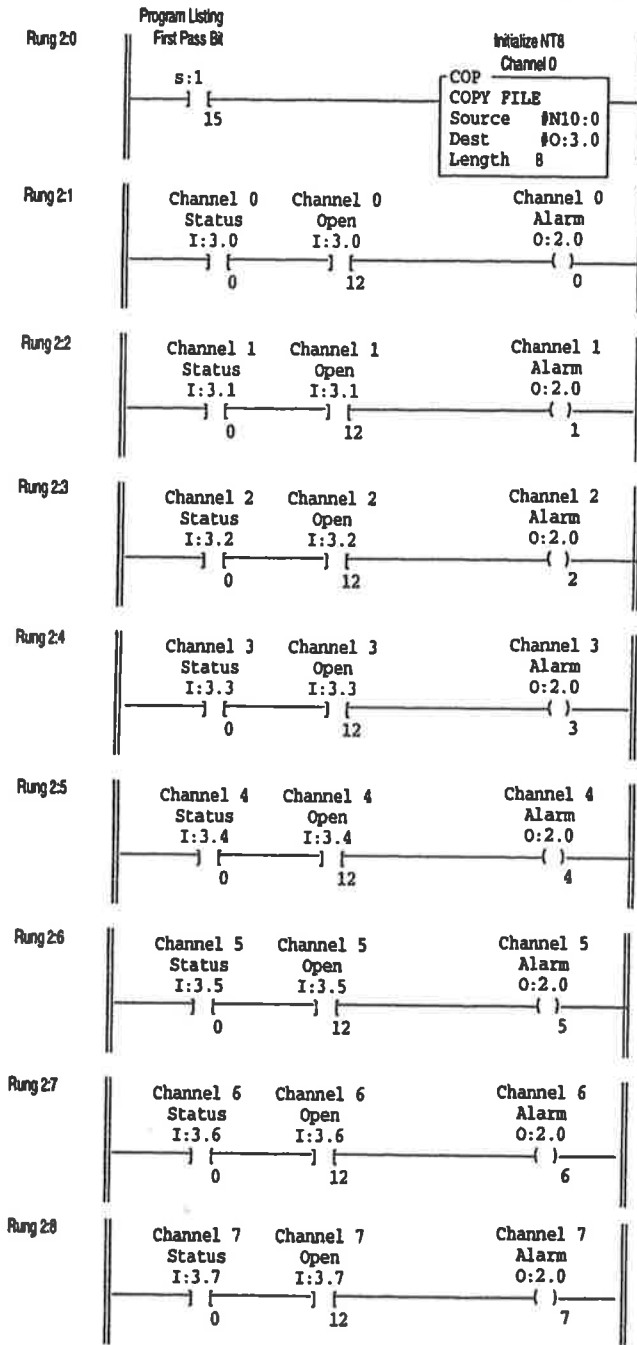 Program Listing
Rung 2:0
First Pass Bit
Initialize NT8
Channel 0
s:1
15
COP
COPY FILE
Source #N10:0
Dest #O:3.0
Length 8
Rung 2:1
Channel 0 Channel 0 Channel 0
Status Open Alarm
I:3.0 I:3.0 O:2.0
0 12 0
Rung 2:2
Channel 1 Channel 1 Channel 1
Status Open Alarm
I:3.1 I:3.1 O:2.0
0 12 1
Rung 2:3
Channel 2 Channel 2 Channel 2
Status Open Alarm
I:3.2 I:3.2 O:2.0
0 12 2
Rung 2:4
Channel 3 Channel 3 Channel 3
Status Open Alarm
I:3.3 I:3.3 O:2.0
0 12 3
Rung 2:5
Channel 4 Channel 4 Channel 4
Status Open Alarm
I:3.4 I:3.4 O:2.0
0 12 4
Rung 2:6
Channel 5 Channel 5 Channel 5
Status Open Alarm
I:3.5 I:3.5 O:2.0
0 12 5
Rung 2:7
Channel 6 Channel 6 Channel 6
Status Open Alarm
I:3.6 I:3.6 O:2.0
0 12 6
Rung 2:8
Channel 7 Channel 7 Channel 7
Status Open Alarm
I:3.7 I:3.7 O:2.0
0 12 7